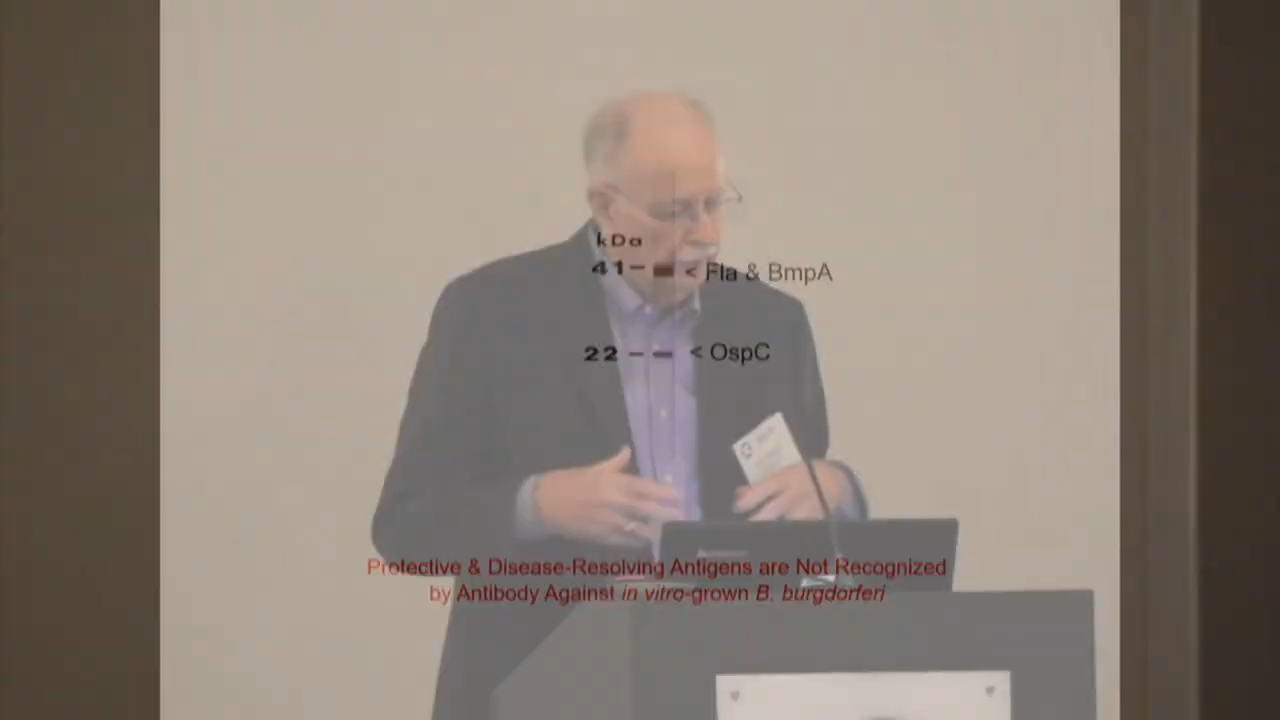 kDa
41– < Fla & BmpA
22– < OspC
Protective & Disease-Resolving Antigens are Not Recognized
by Antibody Against in vitro-grown B. burgdorferi